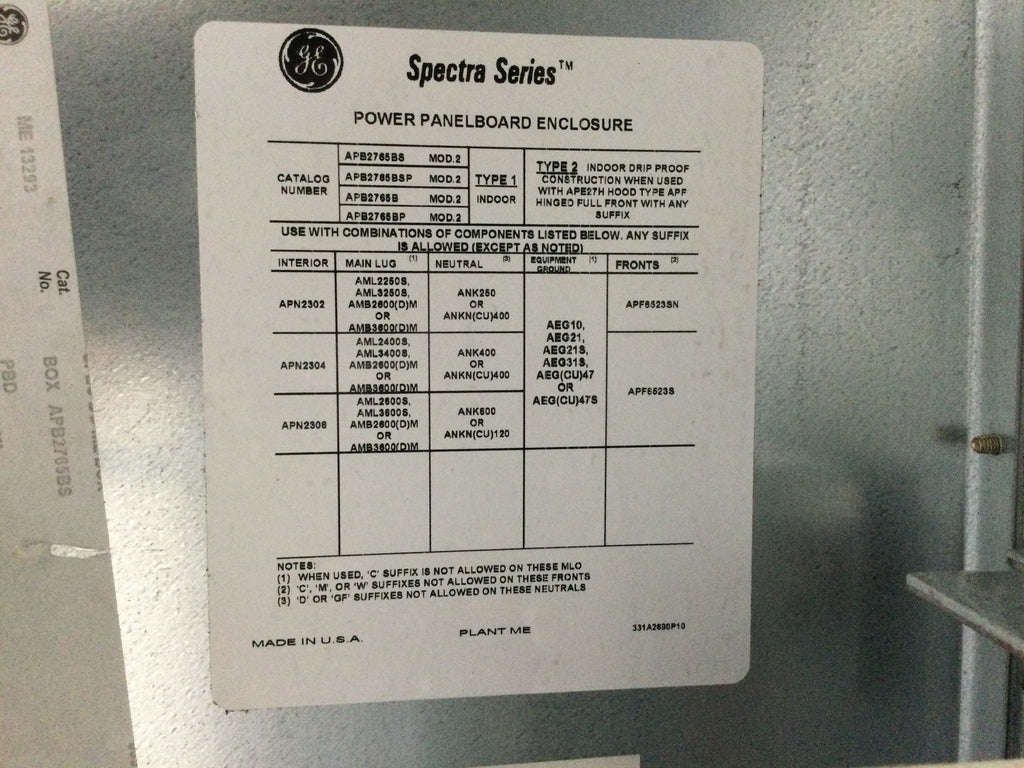 GE
Spectra Series™
POWER PANELBOARD ENCLOSURE
CATALOG NUMBER
APB2765BS MOD.2
APB2765BSP MOD.2
APB2765B MOD.2
APB2765BP MOD.2
TYPE 1
INDOOR
TYPE 2 INDOOR DRIP PROOF
CONSTRUCTION WHEN USED
WITH APE27H HOOD TYPE APF
HINGED FULL FRONT WITH ANY
SUFFIX
USE WITH COMBINATIONS OF COMPONENTS LISTED BELOW. ANY SUFFIX
IS ALLOWED (EXCEPT AS NOTED)
INTERIOR MAIN LUG (1) NEUTRAL (3) EQUIPMENT GROUND (1) FRONTS (2)
APN2302
AML2250S,
AML3250S,
AMB2600(D)M
OR
AMB3600(D)M
ANK250
OR
ANKN(CU)400
AEG10,
AEG21,
AEG21S,
AEG31S,
AEG(CU)47
OR
AEG(CU)47S
APF6523SN
APN2304
AML2400S,
AML3400S,
AMB2600(D)M
OR
AMB3600(D)M
ANK400
OR
ANKN(CU)400
APF6523S
APN2306
AML2600S,
AML3600S,
AMB2600(D)M
OR
AMB3600(D)M
ANK600
OR
ANKN(CU)120
NOTES:
(1) WHEN USED, 'C' SUFFIX IS NOT ALLOWED ON THESE MLO
(2) 'C', 'M', OR 'W' SUFFIXES NOT ALLOWED ON THESE FRONTS
(3) 'D' OR 'GF' SUFFIXES NOT ALLOWED ON THESE NEUTRALS
MADE IN U.S.A. PLANT ME 331A2690P10
GE
ME 13293
Cat.
No.
BOX APB2765BS
PBD